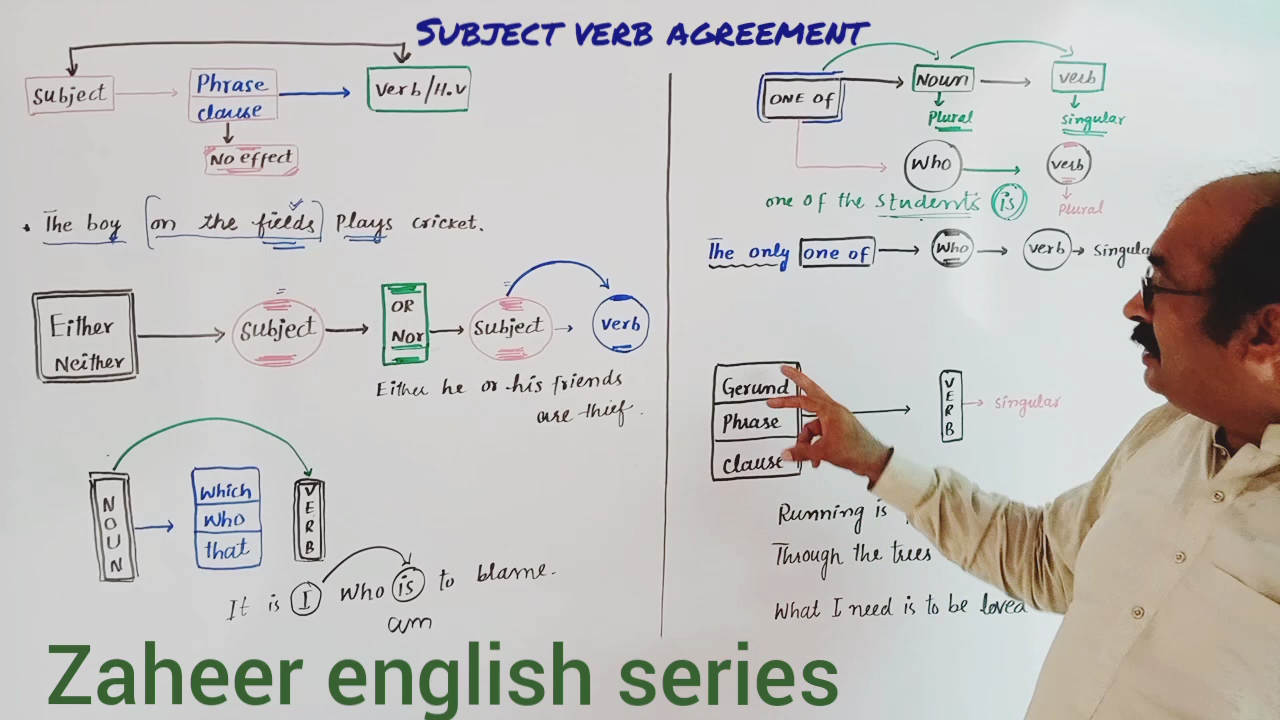 SUBJECT VERB AGREEMENT
Subject
Phrase
clause
verb/H.V
No effect
. The boy (on the fields) Plays cricket.
Either
Neither
Subject
OR
Nor
Subject
verb
Either he or his friends
are thief.
NOUN
which
who
that
VERB
It is I who is to blame.
am
ONE OF
NOUN
verb
Plural
singular
Who
verb
Plural
one of the students is
The only one of
Who
verb
Singula
Gerund
Phrase
clause
VERB
singular
Running is
Through the trees
What I need is to be loved
Zaheer english series